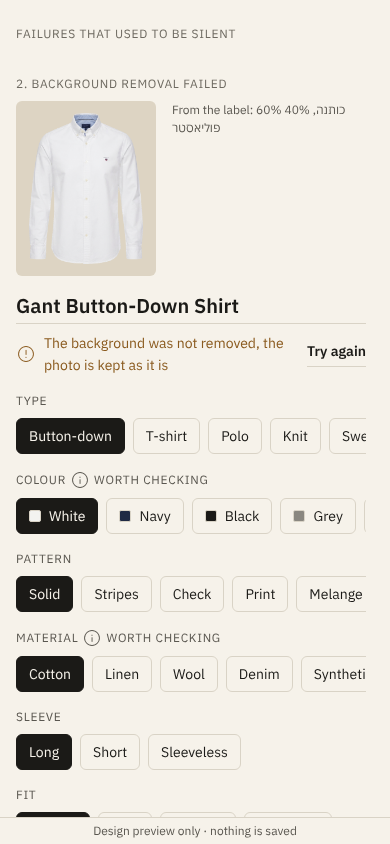 FAILURES THAT USED TO BE SILENT
2. BACKGROUND REMOVAL FAILED
From the label: 60% כותנה, 40%
פוליאסטר
Gant Button-Down Shirt
The background was not removed, the
photo is kept as it is
Try again
TYPE
Button-down T-shirt Polo Knit Swe
COLOUR WORTH CHECKING
White Navy Black Grey
PATTERN
Solid Stripes Check Print Melange
MATERIAL WORTH CHECKING
Cotton Linen Wool Denim Syntheti
SLEEVE
Long Short Sleeveless
FIT
Design preview only · nothing is saved